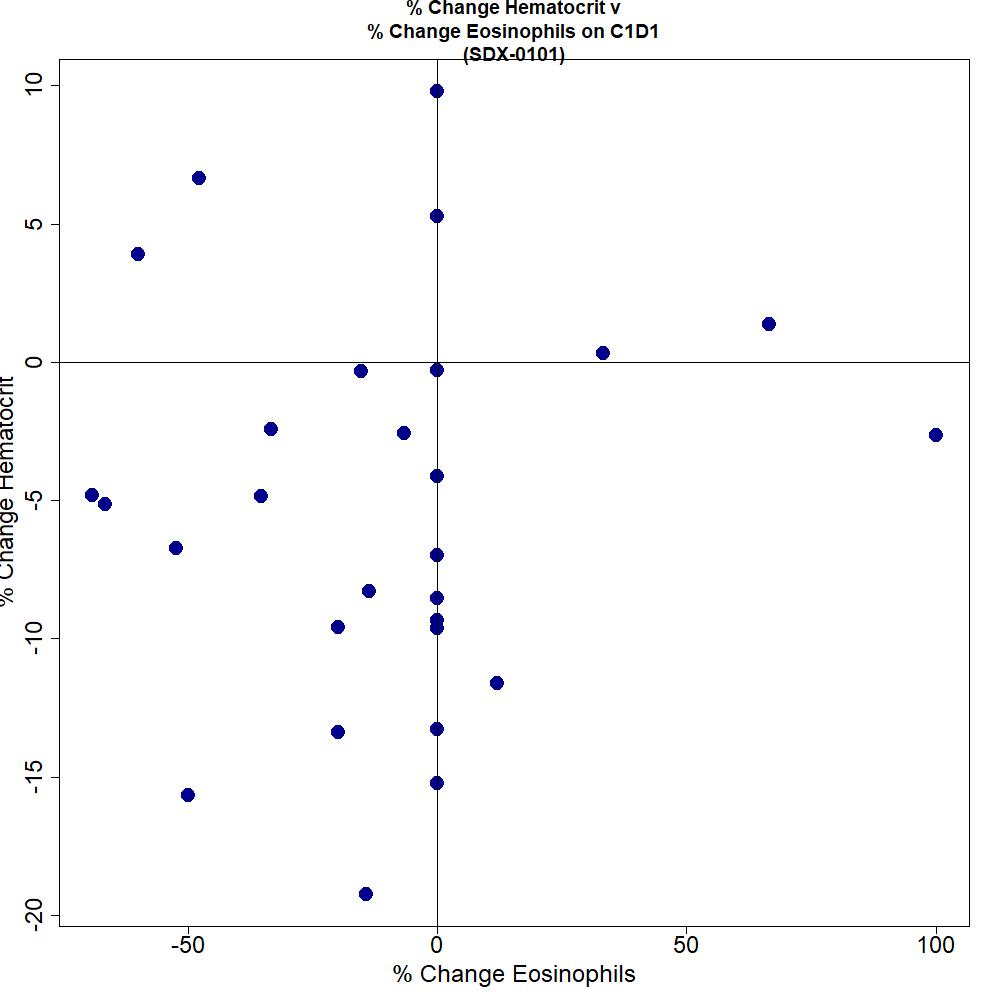 % Change Hematocrit v
% Change Eosinophils on C1D1
(SDX-0101)
10
5
0
-5
-10
-15
-20
% Change Hematocrit
-50
0
50
100
% Change Eosinophils